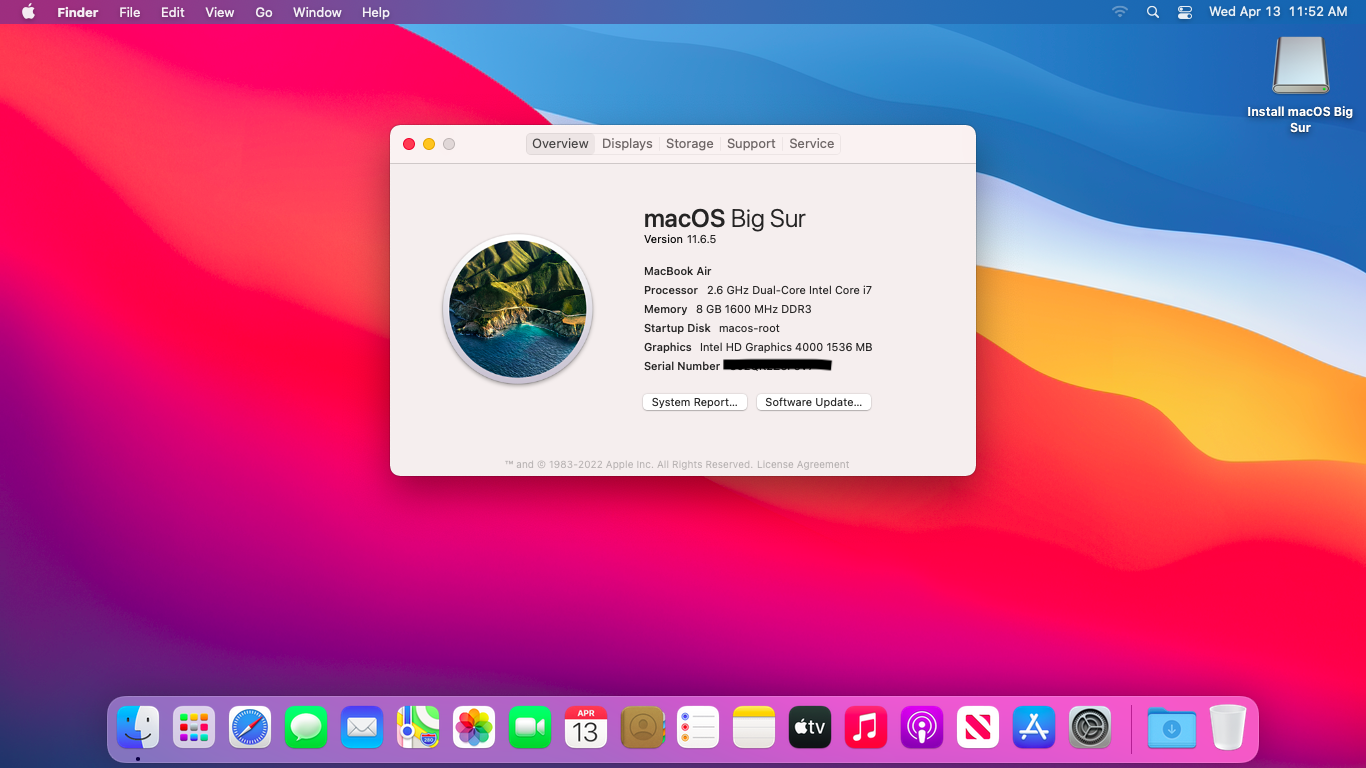 Finder File Edit View Go Window Help
Wed Apr 13 11:52 AM
Install macOS Big
Sur
Overview Displays Storage Support Service
macOS Big Sur
Version 11.6.5
MacBook Air
Processor 2.6 GHz Dual-Core Intel Core i7
Memory 8 GB 1600 MHz DDR3
Startup Disk macos-root
Graphics Intel HD Graphics 4000 1536 MB
Serial Number
System Report... Software Update...
™ and © 1983-2022 Apple Inc. All Rights Reserved. License Agreement
APR
13
tv